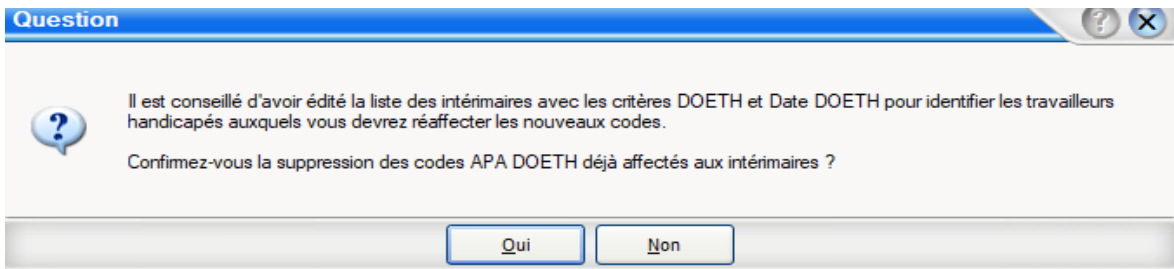 Question
Il est conseillé d'avoir édité la liste des intérimaires avec les critères DOETH et Date DOETH pour identifier les travailleurs
handicapés auxquels vous devrez réaffecter les nouveaux codes.
Confirmez-vous la suppression des codes APA DOETH déjà affectés aux intérimaires ?
Oui
Non